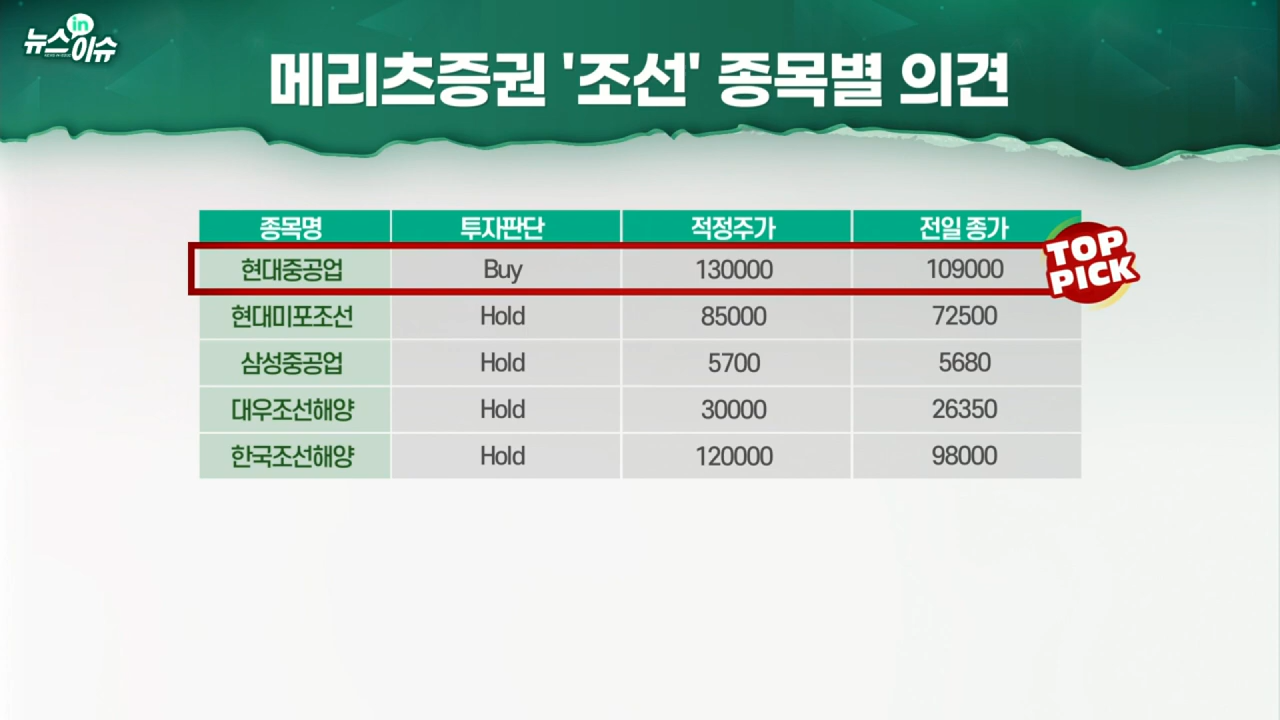 뉴스in이슈
메리츠증권 '조선' 종목별 의견
종목명 투자판단 적정주가 전일 종가
현대중공업 Buy 130000 109000
TOP PICK
현대미포조선 Hold 85000 72500
삼성중공업 Hold 5700 5680
대우조선해양 Hold 30000 26350
한국조선해양 Hold 120000 98000